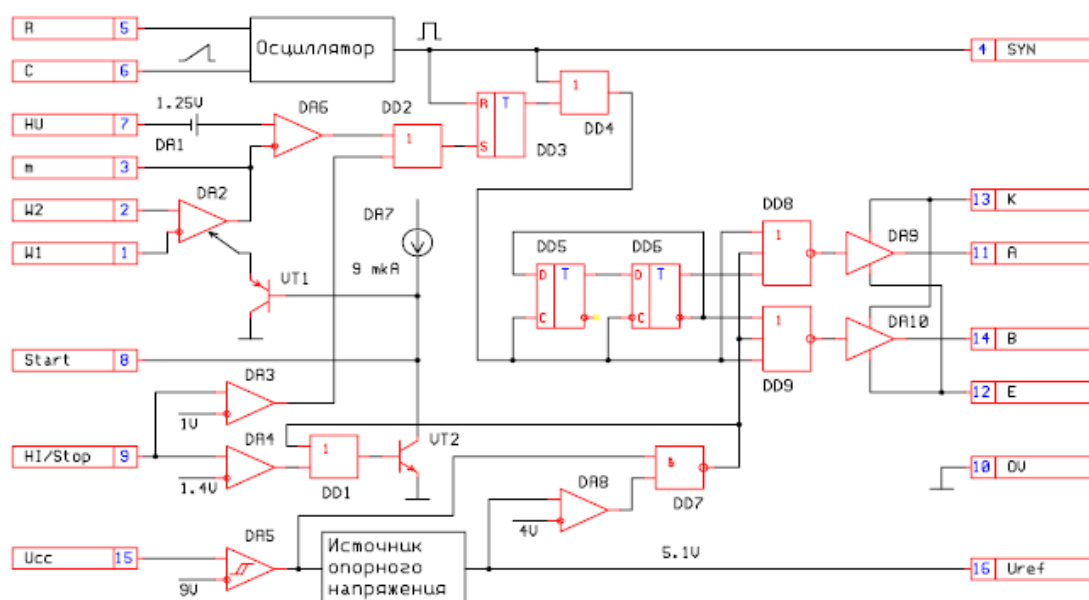 R 5
C 6
Осциллятор
4 SYN
1.25V
HU 7
DA1
DA6
DD2
1
R T
S
DD3
1
DD4
m 3
W2 2
W1 1
DA2
VT1
DA7
9 mkA
DD5
D T
C
DD6
D T
C
DD8
1
DA9
13 K
11 A
DD9
1
DA10
14 B
12 E
Start 8
DA3
1V
HI/Stop 9
DA4
1.4V
1
DD1
VT2
&
DD7
DA8
4V
10 0V
Ucc 15
DA5
9V
Источник
опорного
напряжения
5.1V
16 Uref